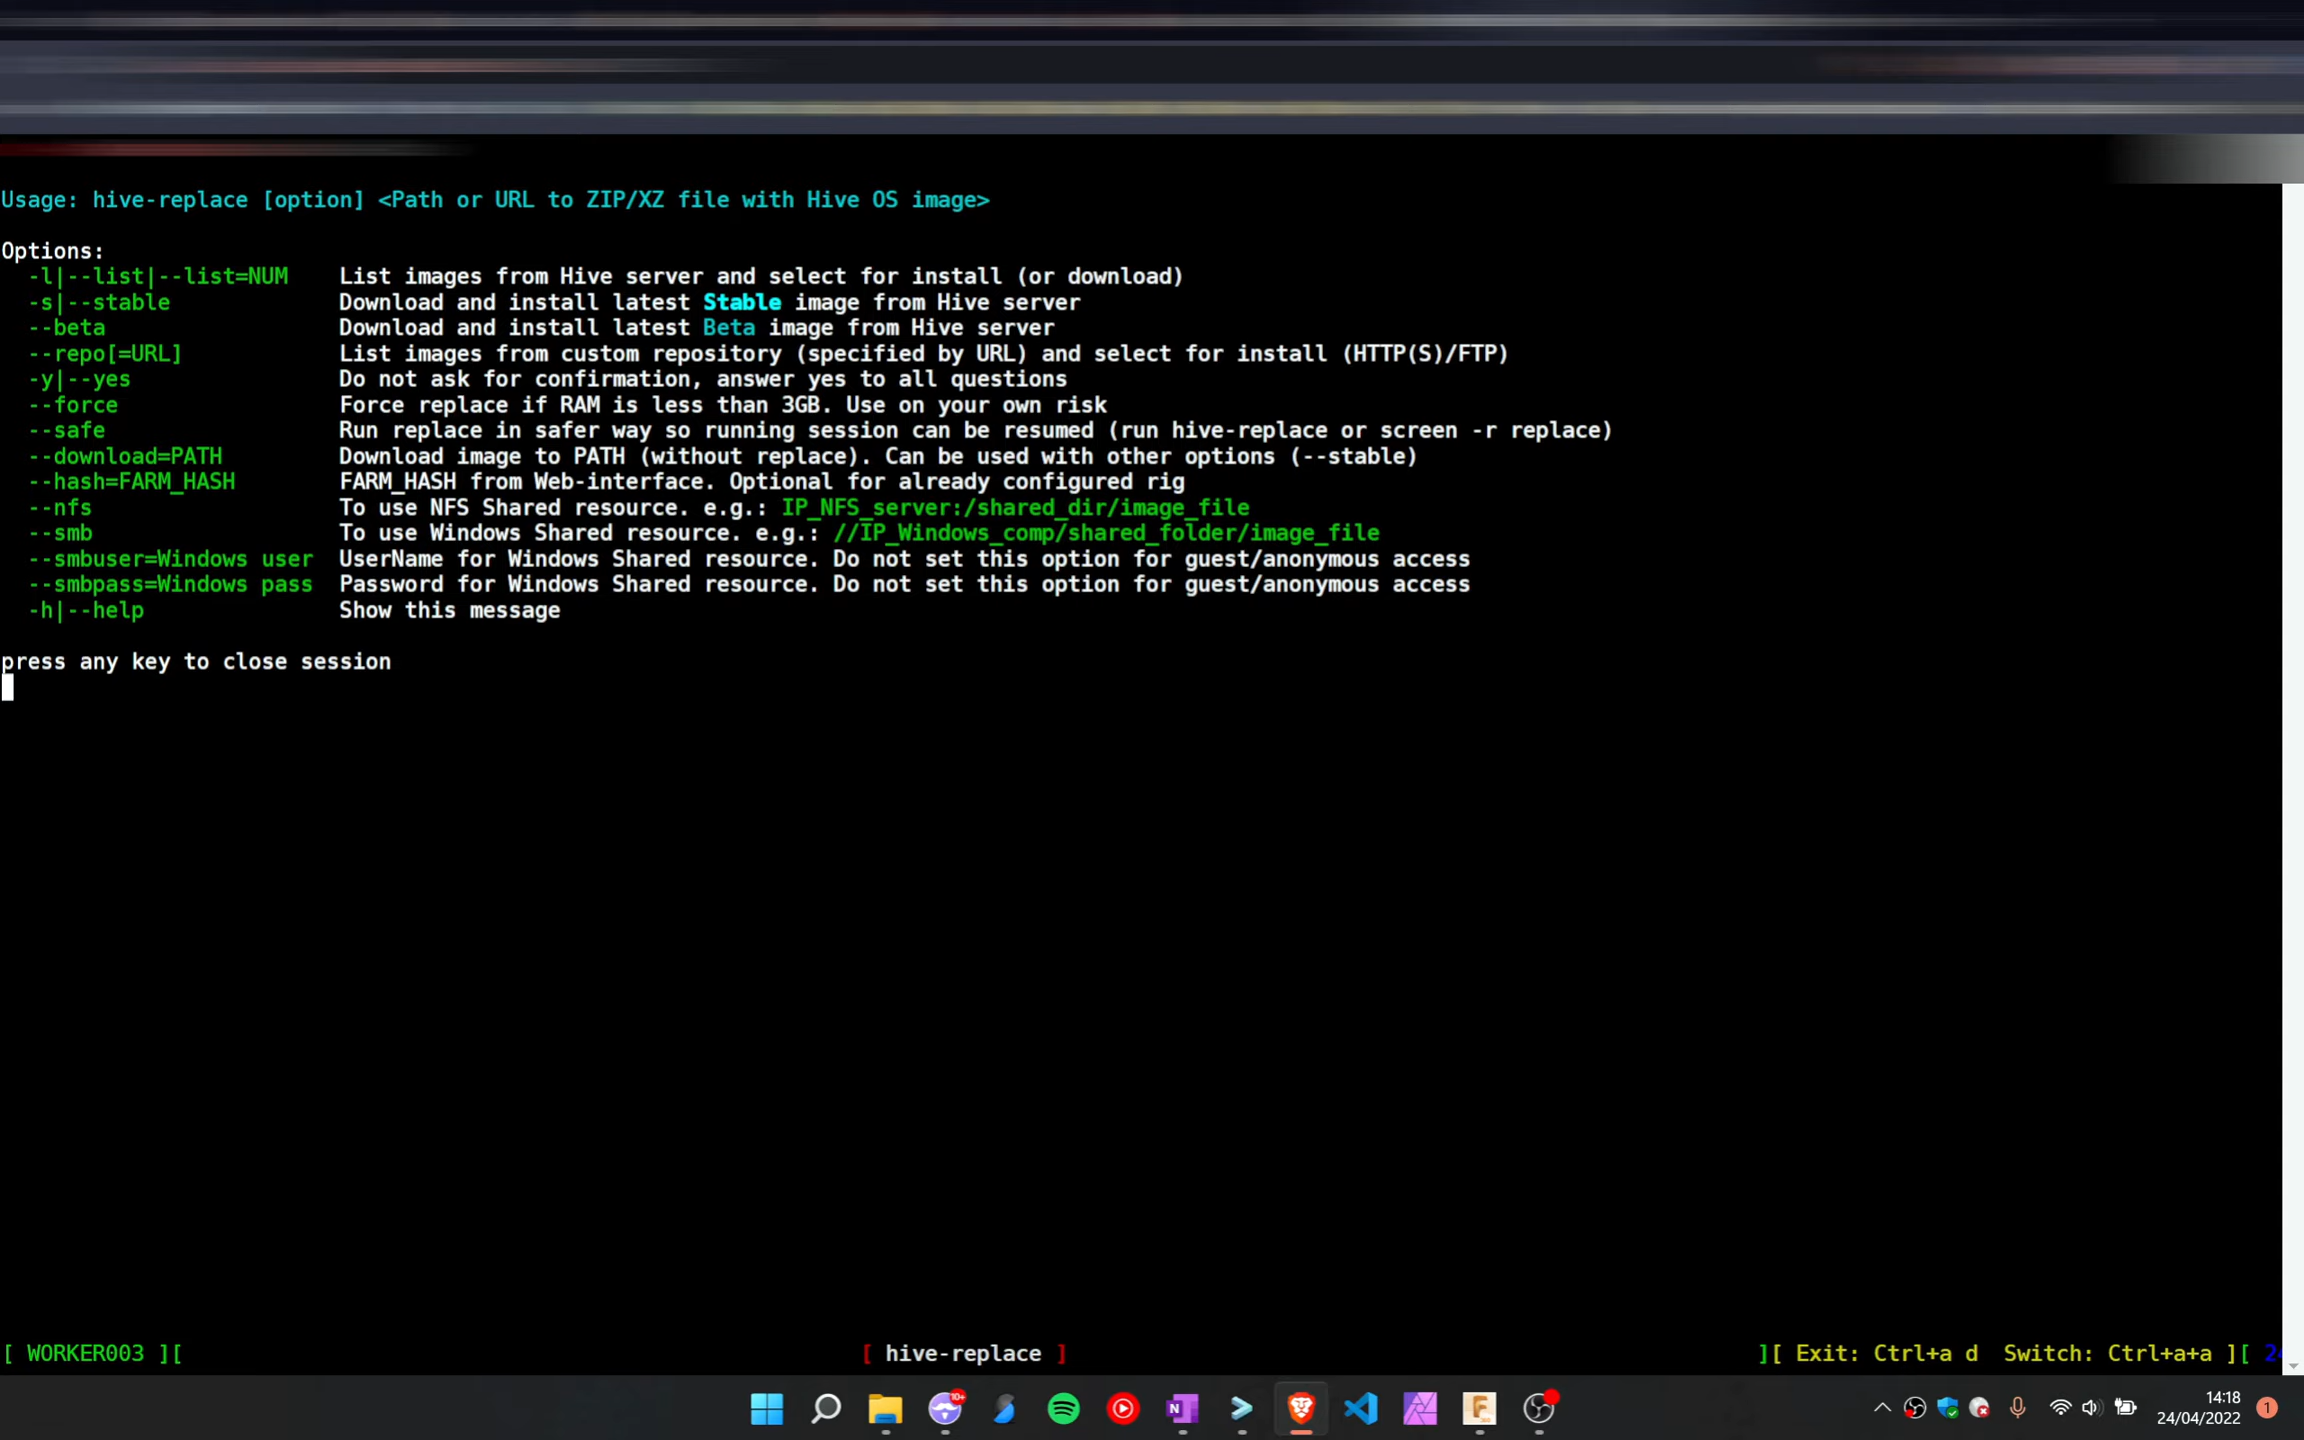 Usage: hive-replace [option] <Path or URL to ZIP/XZ file with Hive OS image>
Options:
-l|--list|--list=NUM List images from Hive server and select for install (or download)
-s|--stable Download and install latest Stable image from Hive server
--beta Download and install latest Beta image from Hive server
--repo[=URL] List images from custom repository (specified by URL) and select for install (HTTP(S)/FTP)
-y|--yes Do not ask for confirmation, answer yes to all questions
--force Force replace if RAM is less than 3GB. Use on your own risk
--safe Run replace in safer way so running session can be resumed (run hive-replace or screen -r replace)
--download=PATH Download image to PATH (without replace). Can be used with other options (--stable)
--hash=FARM_HASH FARM_HASH from Web-interface. Optional for already configured rig
--nfs To use NFS Shared resource. e.g.: IP_NFS_server:/shared_dir/image_file
--smb To use Windows Shared resource. e.g.: //IP_Windows_comp/shared_folder/image_file
--smbuser=Windows user UserName for Windows Shared resource. Do not set this option for guest/anonymous access
--smbpass=Windows pass Password for Windows Shared resource. Do not set this option for guest/anonymous access
-h|--help Show this message
press any key to close session
[ WORKER003 ][ [ hive-replace ] ][ Exit: Ctrl+a d Switch: Ctrl+a+a ][
10+
14:18
24/04/2022
1